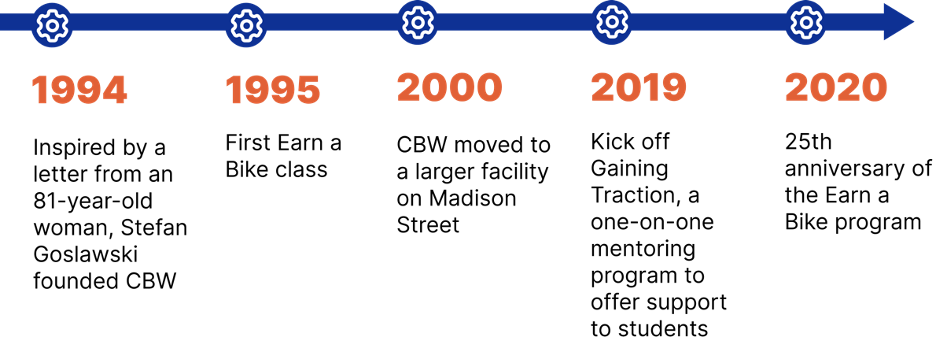 1994
Inspired by a
letter from an
81-year-old
woman, Stefan
Goslawski
founded CBW
1995
First Earn a
Bike class
2000
CBW moved to
a larger facility
on Madison
Street
2019
Kick off
Gaining
Traction, a
one-on-one
mentoring
program to
offer support
to students
2020
25th
anniversary of
the Earn a
Bike program